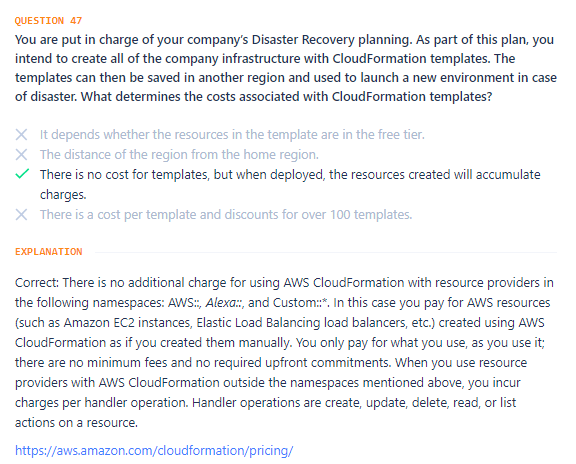 QUESTION 47
You are put in charge of your company's Disaster Recovery planning. As part of this plan, you
intend to create all of the company infrastructure with CloudFormation templates. The
templates can then be saved in another region and used to launch a new environment in case
of disaster. What determines the costs associated with CloudFormation templates?
It depends whether the resources in the template are in the free tier.
The distance of the region from the home region.
There is no cost for templates, but when deployed, the resources created will accumulate
charges.
There is a cost per template and discounts for over 100 templates.
EXPLANATION
Correct: There is no additional charge for using AWS CloudFormation with resource providers in
the following namespaces: AWS::, Alexa::, and Custom::*. In this case you pay for AWS resources
(such as Amazon EC2 instances, Elastic Load Balancing load balancers, etc.) created using AWS
CloudFormation as if you created them manually. You only pay for what you use, as you use it;
there are no minimum fees and no required upfront commitments. When you use resource
providers with AWS CloudFormation outside the namespaces mentioned above, you incur
charges per handler operation. Handler operations are create, update, delete, read, or list
actions on a resource.
https://aws.amazon.com/cloudformation/pricing/